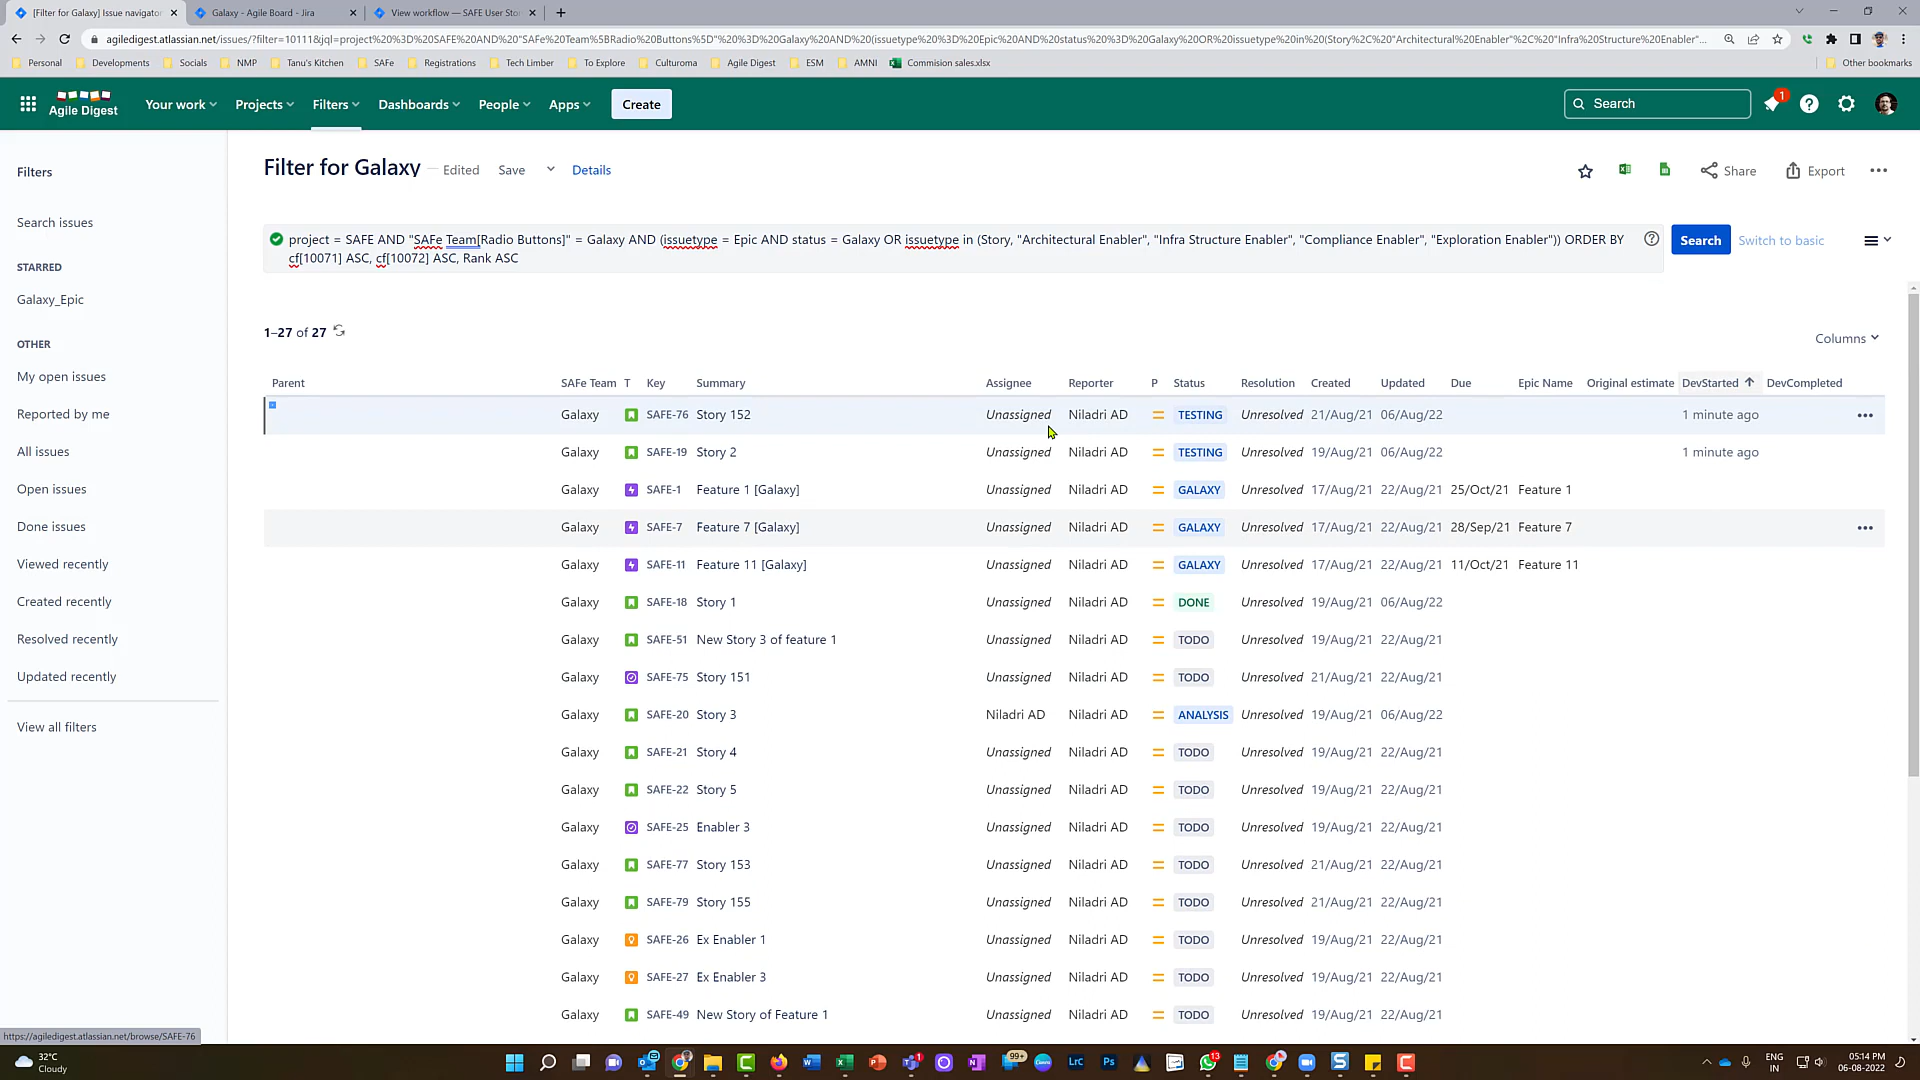 [Filter for Galaxy] Issue navigator
Galaxy - Agile Board - Jira
View workflow — SAFE User Sto
agiledigest.atlassian.net/issues/?filter=10111&jql=project%20%3D%20SAFE%20AND%20"SAFe%20Team%5BRadio%20Buttons%5D"%20%3D%20Galaxy%20AND%20(issuetype%20%3D%20Epic%20AND%20status%20%3D%20Galaxy%20OR%20issuetype%20in%20(Story%2C%20"Architectural%20Enabler"%2C%20"Infra%20Structure%20Enabler"...
Personal Developments Socials NMP Tanu's Kitchen SAFe Registrations Tech Limber To Explore Culturoma Agile Digest ESM AMNI Commision sales.xlsx Other bookmarks
Agile Digest Your work Projects Filters Dashboards People Apps Create Search 1
Filters
Search issues
STARRED
Galaxy_Epic
OTHER
My open issues
Reported by me
All issues
Open issues
Done issues
Viewed recently
Created recently
Resolved recently
Updated recently
View all filters
Filter for Galaxy — Edited Save Details Share Export
project = SAFE AND "SAFe Team[Radio Buttons]" = Galaxy AND (issuetype = Epic AND status = Galaxy OR issuetype in (Story, "Architectural Enabler", "Infra Structure Enabler", "Compliance Enabler", "Exploration Enabler")) ORDER BY
cf[10071] ASC, cf[10072] ASC, Rank ASC
Search Switch to basic
1–27 of 27
Columns
Parent SAFe Team T Key Summary Assignee Reporter P Status Resolution Created Updated Due Epic Name Original estimate DevStarted DevCompleted
Galaxy SAFE-76 Story 152 Unassigned Niladri AD TESTING Unresolved 21/Aug/21 06/Aug/22 1 minute ago
Galaxy SAFE-19 Story 2 Unassigned Niladri AD TESTING Unresolved 19/Aug/21 06/Aug/22 1 minute ago
Galaxy SAFE-1 Feature 1 [Galaxy] Unassigned Niladri AD GALAXY Unresolved 17/Aug/21 22/Aug/21 25/Oct/21 Feature 1
Galaxy SAFE-7 Feature 7 [Galaxy] Unassigned Niladri AD GALAXY Unresolved 17/Aug/21 22/Aug/21 28/Sep/21 Feature 7
Galaxy SAFE-11 Feature 11 [Galaxy] Unassigned Niladri AD GALAXY Unresolved 17/Aug/21 22/Aug/21 11/Oct/21 Feature 11
Galaxy SAFE-18 Story 1 Unassigned Niladri AD DONE Unresolved 19/Aug/21 06/Aug/22
Galaxy SAFE-51 New Story 3 of feature 1 Unassigned Niladri AD TODO Unresolved 19/Aug/21 22/Aug/21
Galaxy SAFE-75 Story 151 Unassigned Niladri AD TODO Unresolved 21/Aug/21 22/Aug/21
Galaxy SAFE-20 Story 3 Niladri AD Niladri AD ANALYSIS Unresolved 19/Aug/21 06/Aug/22
Galaxy SAFE-21 Story 4 Unassigned Niladri AD TODO Unresolved 19/Aug/21 22/Aug/21
Galaxy SAFE-22 Story 5 Unassigned Niladri AD TODO Unresolved 19/Aug/21 22/Aug/21
Galaxy SAFE-25 Enabler 3 Unassigned Niladri AD TODO Unresolved 19/Aug/21 22/Aug/21
Galaxy SAFE-77 Story 153 Unassigned Niladri AD TODO Unresolved 21/Aug/21 22/Aug/21
Galaxy SAFE-79 Story 155 Unassigned Niladri AD TODO Unresolved 21/Aug/21 22/Aug/21
Galaxy SAFE-26 Ex Enabler 1 Unassigned Niladri AD TODO Unresolved 19/Aug/21 22/Aug/21
Galaxy SAFE-27 Ex Enabler 3 Unassigned Niladri AD TODO Unresolved 19/Aug/21 22/Aug/21
Galaxy SAFE-49 New Story of Feature 1 Unassigned Niladri AD TODO Unresolved 19/Aug/21 22/Aug/21
https://agiledigest.atlassian.net/browse/SAFE-76
32°C
Cloudy
1 99+ LrC Ps 13
ENG
IN
05:14 PM
06-08-2022